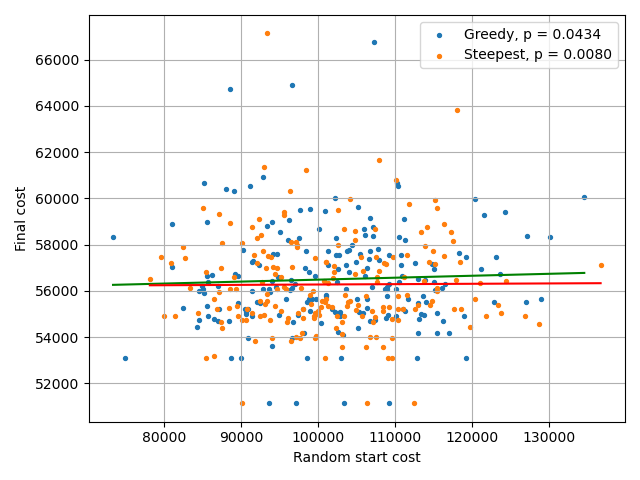 Greedy, p = 0.0434
Steepest, p = 0.0080
Final cost
66000
64000
62000
60000
58000
56000
54000
52000
80000 90000 100000 110000 120000 130000
Random start cost